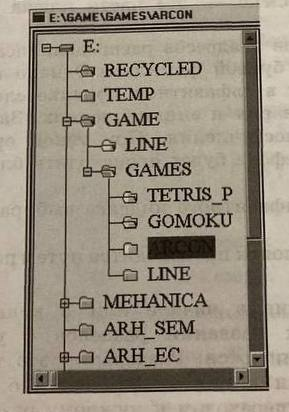 E:\GAME\GAMES\ARCON
E:
RECYCLED
TEMP
GAME
LINE
GAMES
TETRIS_P
GOMOKU
ARCON
LINE
MEHANICA
ARH_SEM
ARH_EC